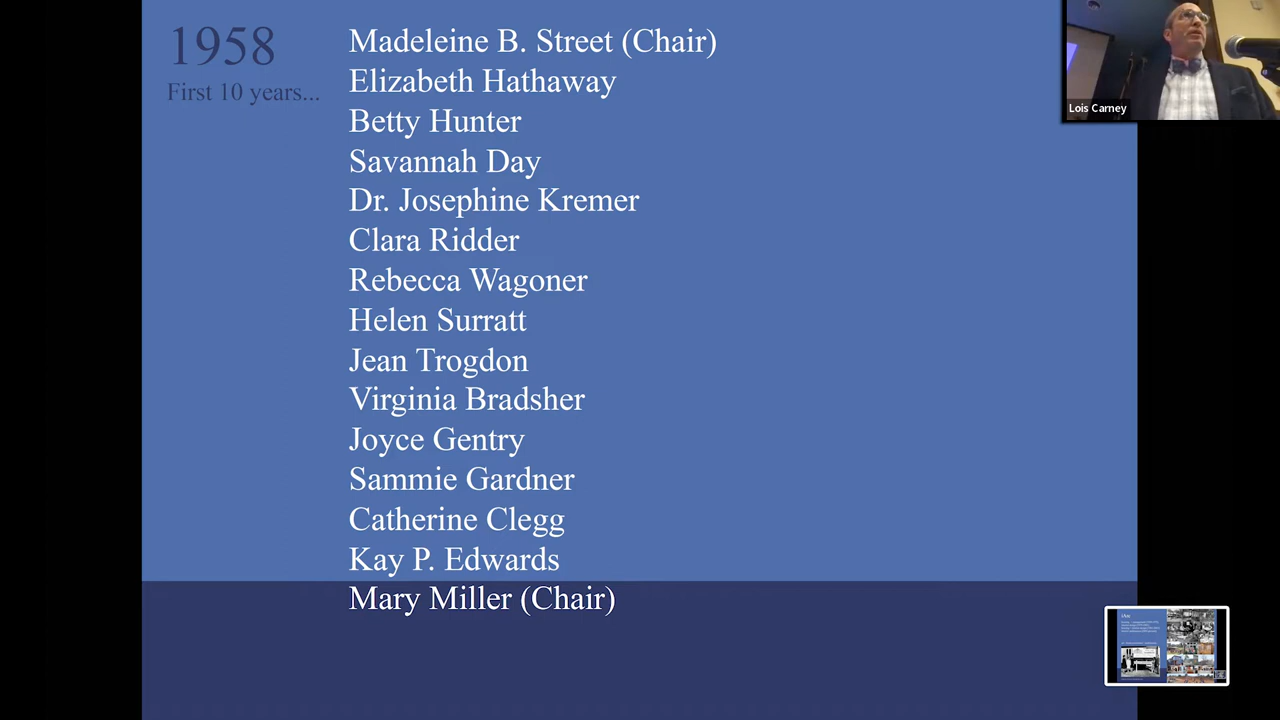 1958
First 10 years...
Madeleine B. Street (Chair)
Elizabeth Hathaway
Betty Hunter
Savannah Day
Dr. Josephine Kremer
Clara Ridder
Rebecca Wagoner
Helen Surratt
Jean Trogdon
Virginia Bradsher
Joyce Gentry
Sammie Gardner
Catherine Clegg
Kay P. Edwards
Mary Miller (Chair)
Lois Carney